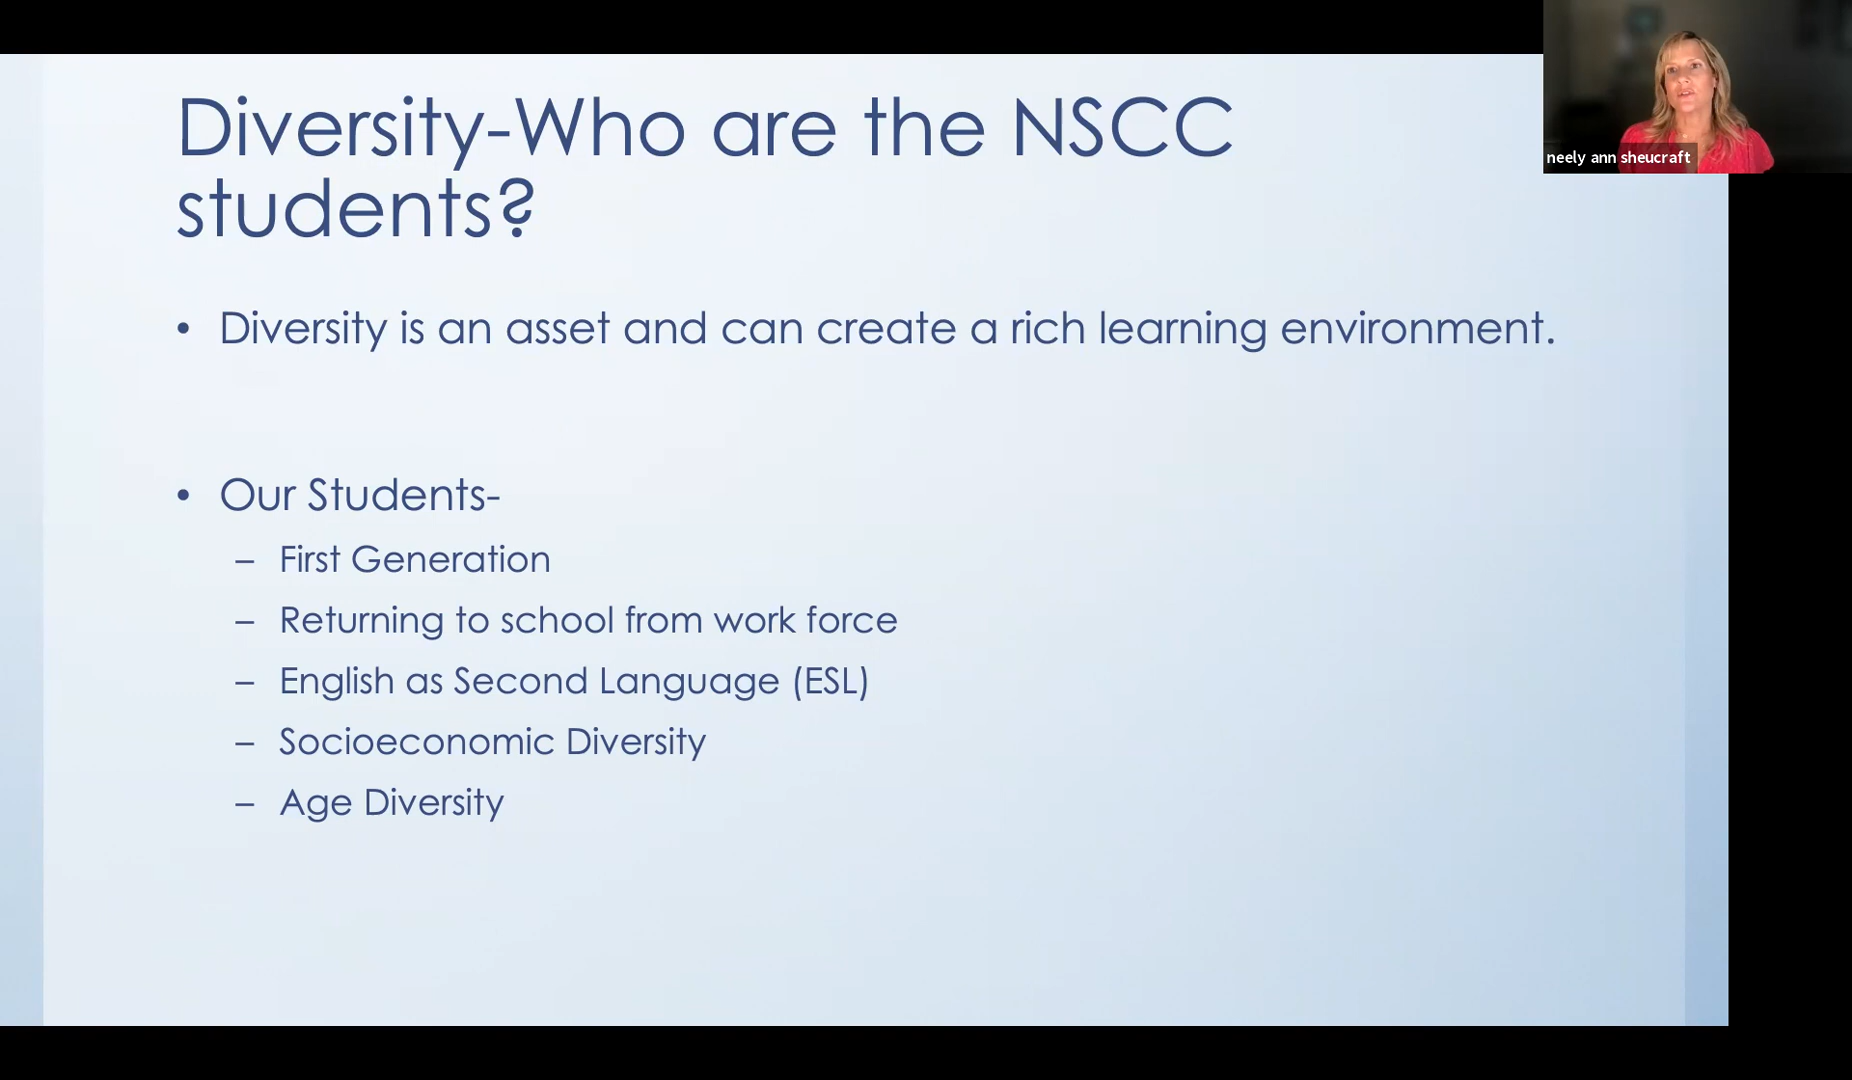 Diversity-Who are the NSCC
students?
neely ann sheucraft
• Diversity is an asset and can create a rich learning environment.
• Our Students-
– First Generation
– Returning to school from work force
– English as Second Language (ESL)
– Socioeconomic Diversity
– Age Diversity